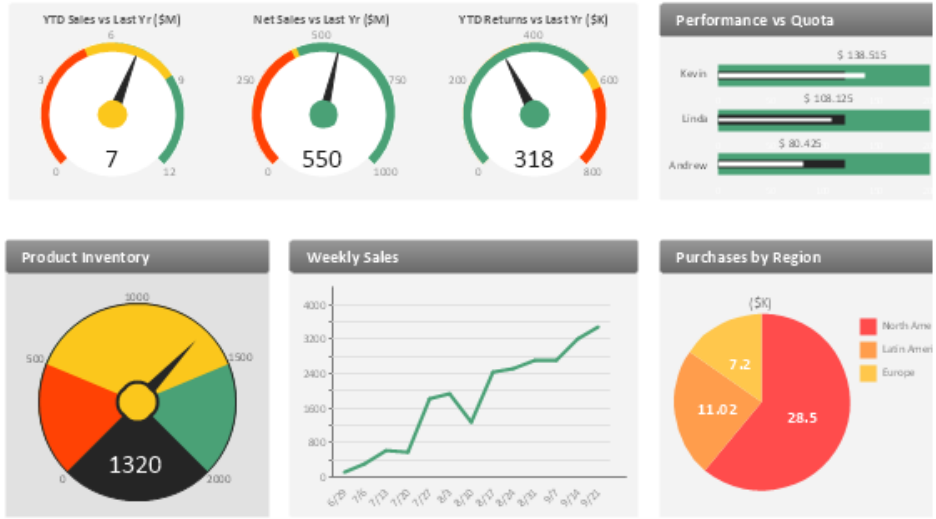 YTD Sales vs Last Yr ($M)
6
3
9
7
0
12
Net Sales vs Last Yr ($M)
500
250
750
550
0
1000
YTD Returns vs Last Yr ($K)
400
200
600
318
0
800
Performance vs Quota
$ 138.515
Kevin
$ 108.125
Linda
$ 80.425
Andrew
Product Inventory
1000
500
1500
1320
0
2000
Weekly Sales
4000
3200
2400
1600
800
0
6/29 7/6 7/13 7/20 7/27 8/3 8/10 8/17 8/24 8/31 9/7 9/14 9/21
Purchases by Region
($K)
7.2
11.02
28.5
North Ame
Latin Ameri
Europe